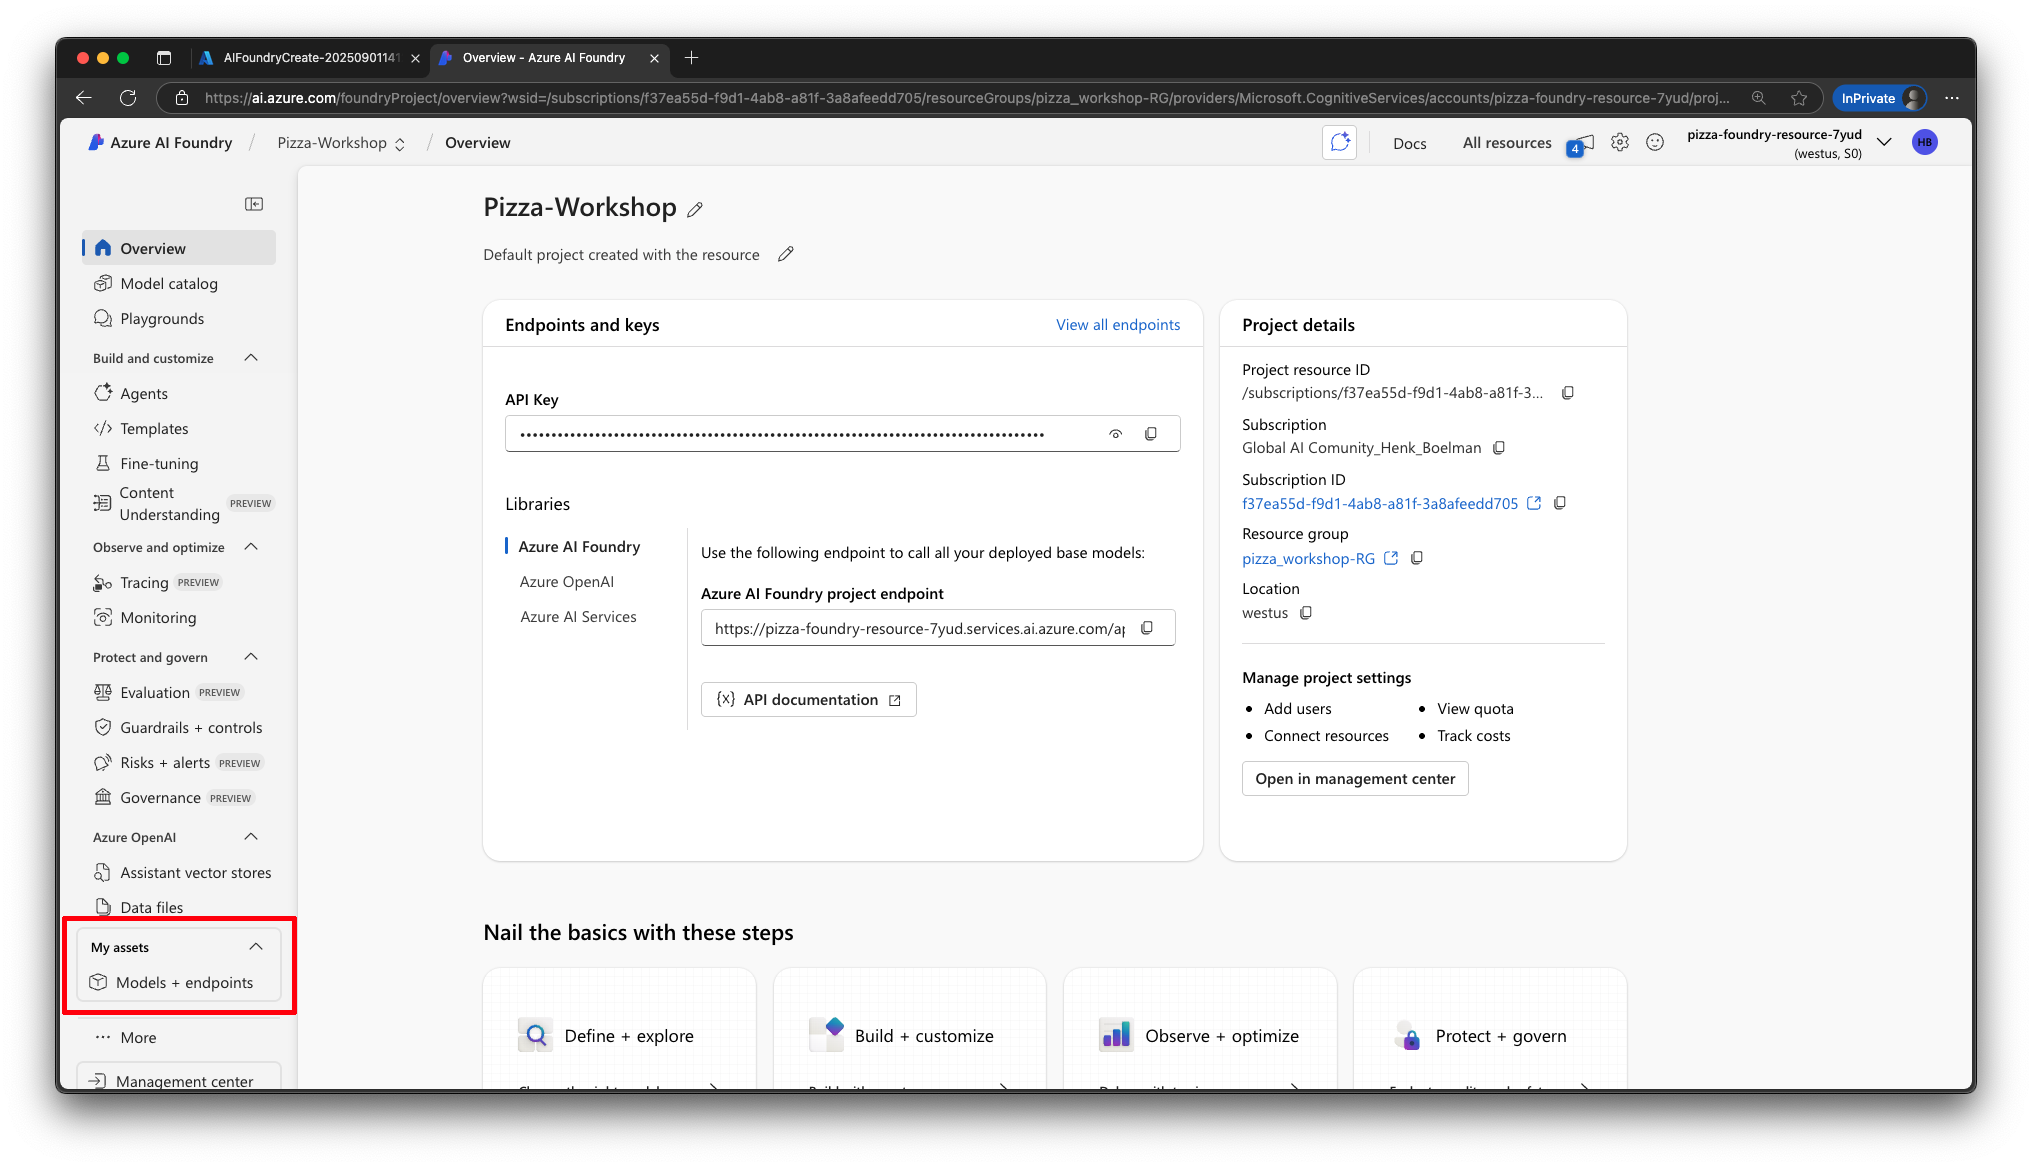 AIFoundryCreate-20250901141
Overview - Azure AI Foundry
https://ai.azure.com/foundryProject/overview?wsid=/subscriptions/f37ea55d-f9d1-4ab8-a81f-3a8afeedd705/resourceGroups/pizza_workshop-RG/providers/Microsoft.CognitiveServices/accounts/pizza-foundry-resource-7yud/proj...
InPrivate
Azure AI Foundry / Pizza-Workshop / Overview
Docs
All resources
4
pizza-foundry-resource-7yud
(westus, S0)
HB
Overview
Model catalog
Playgrounds
Build and customize
Agents
Templates
Fine-tuning
Content
Understanding PREVIEW
Observe and optimize
Tracing PREVIEW
Monitoring
Protect and govern
Evaluation PREVIEW
Guardrails + controls
Risks + alerts PREVIEW
Governance PREVIEW
Azure OpenAI
Assistant vector stores
Data files
My assets
Models + endpoints
More
Management center
Pizza-Workshop
Default project created with the resource
Endpoints and keys
View all endpoints
API Key
Libraries
Azure AI Foundry
Azure OpenAI
Azure AI Services
Use the following endpoint to call all your deployed base models:
Azure AI Foundry project endpoint
https://pizza-foundry-resource-7yud.services.ai.azure.com/ap
{x} API documentation
Project details
Project resource ID
/subscriptions/f37ea55d-f9d1-4ab8-a81f-3...
Subscription
Global AI Comunity_Henk_Boelman
Subscription ID
f37ea55d-f9d1-4ab8-a81f-3a8afeedd705
Resource group
pizza_workshop-RG
Location
westus
Manage project settings
Add users
View quota
Connect resources
Track costs
Open in management center
Nail the basics with these steps
Define + explore
Build + customize
Observe + optimize
Protect + govern